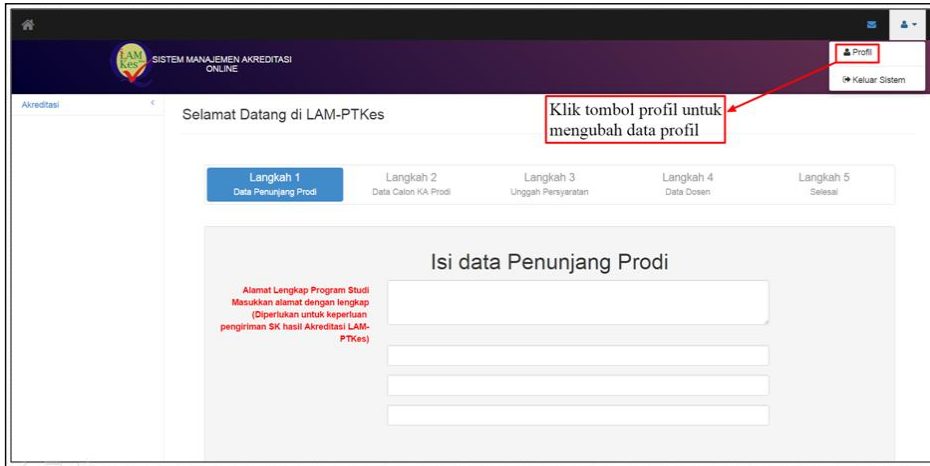 LAM
Kes
SISTEM MANAJEMEN AKREDITASI
ONLINE
Profil
Keluar Sistem
Akreditasi
Selamat Datang di LAM-PTKes
Klik tombol profil untuk
mengubah data profil
Langkah 1
Data Penunjang Prodi
Langkah 2
Data Calon KA Prodi
Langkah 3
Unggah Persyaratan
Langkah 4
Data Dosen
Langkah 5
Selesai
Isi data Penunjang Prodi
Alamat Lengkap Program Studi
Masukkan alamat dengan lengkap
(Diperlukan untuk keperluan
pengiriman SK hasil Akreditasi LAM-
PTKes)